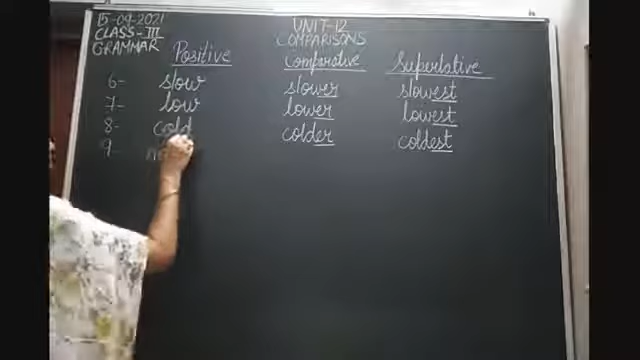 15-09-2021
CLASS-III
GRAMMAR
UNIT-12
COMPARISONS
Positive Comparative Superlative
6- slow slower slowest
7- low lower lowest
8- cold colder coldest
9-